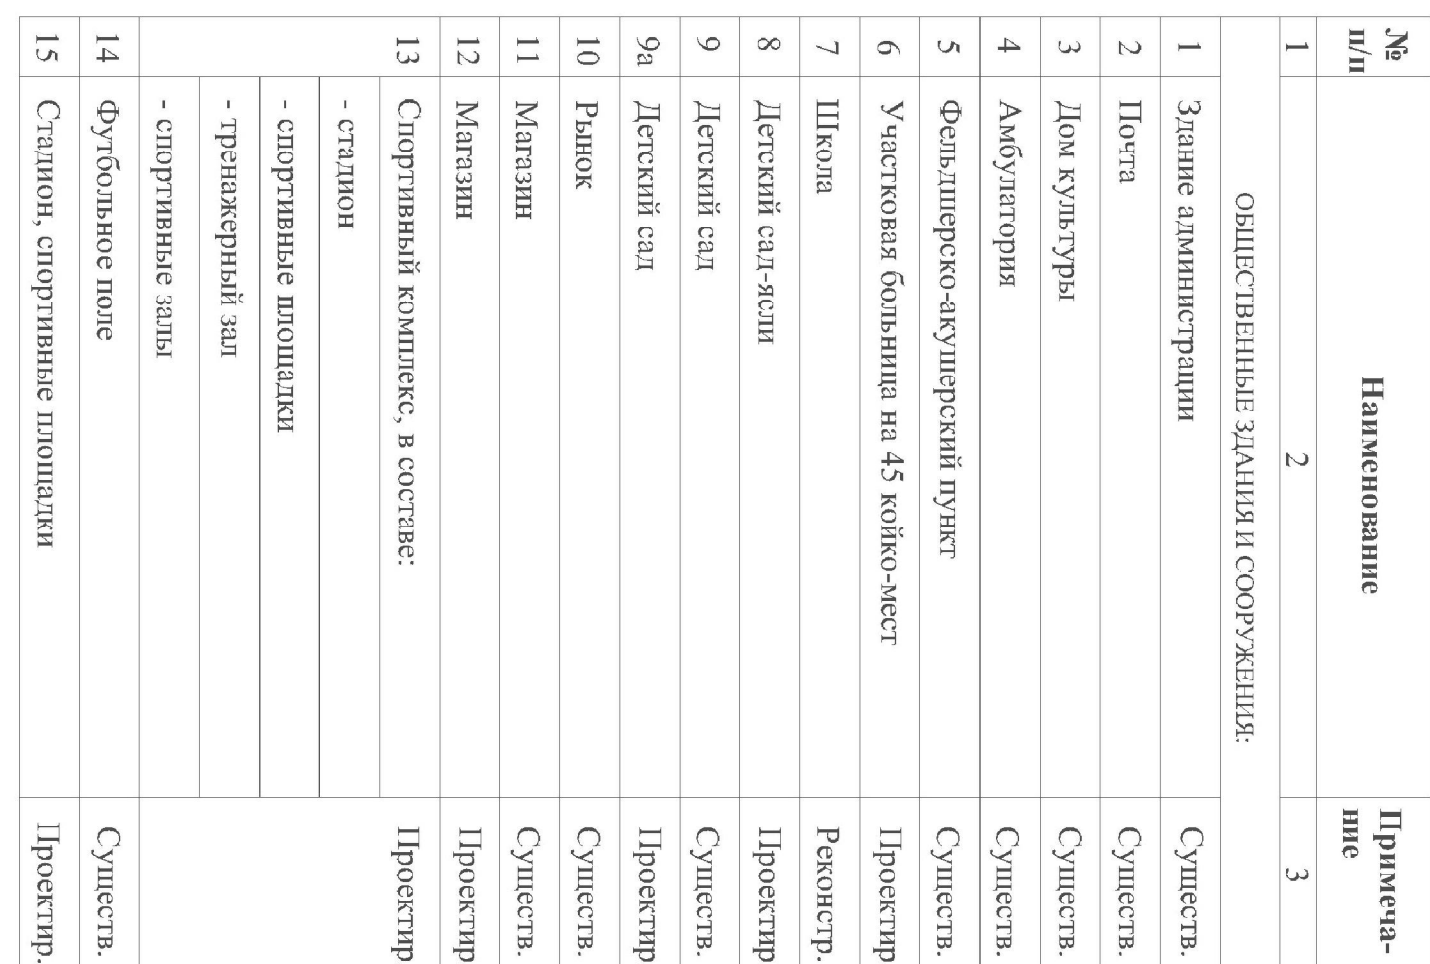 № п/п Наименование Примеча-
ние
1 2 3
ОБЩЕСТВЕННЫЕ ЗДАНИЯ И СООРУЖЕНИЯ:
1 Здание администрации Существ.
2 Почта Существ.
3 Дом культуры Существ.
4 Амбулатория Существ.
5 Фельдшерско-акушерский пункт Существ.
6 Участковая больница на 45 койко-мест Проектир
7 Школа Реконстр.
8 Детский сад-ясли Проектир
9 Детский сад Существ.
9а Детский сад Проектир
10 Рынок Существ.
11 Магазин Существ.
12 Магазин Проектир
13 Спортивный комплекс, в составе: Проектир
- стадион
- спортивные площадки
- тренажерный зал
- спортивные залы
14 Футбольное поле Существ.
15 Стадион, спортивные площадки Проектир.